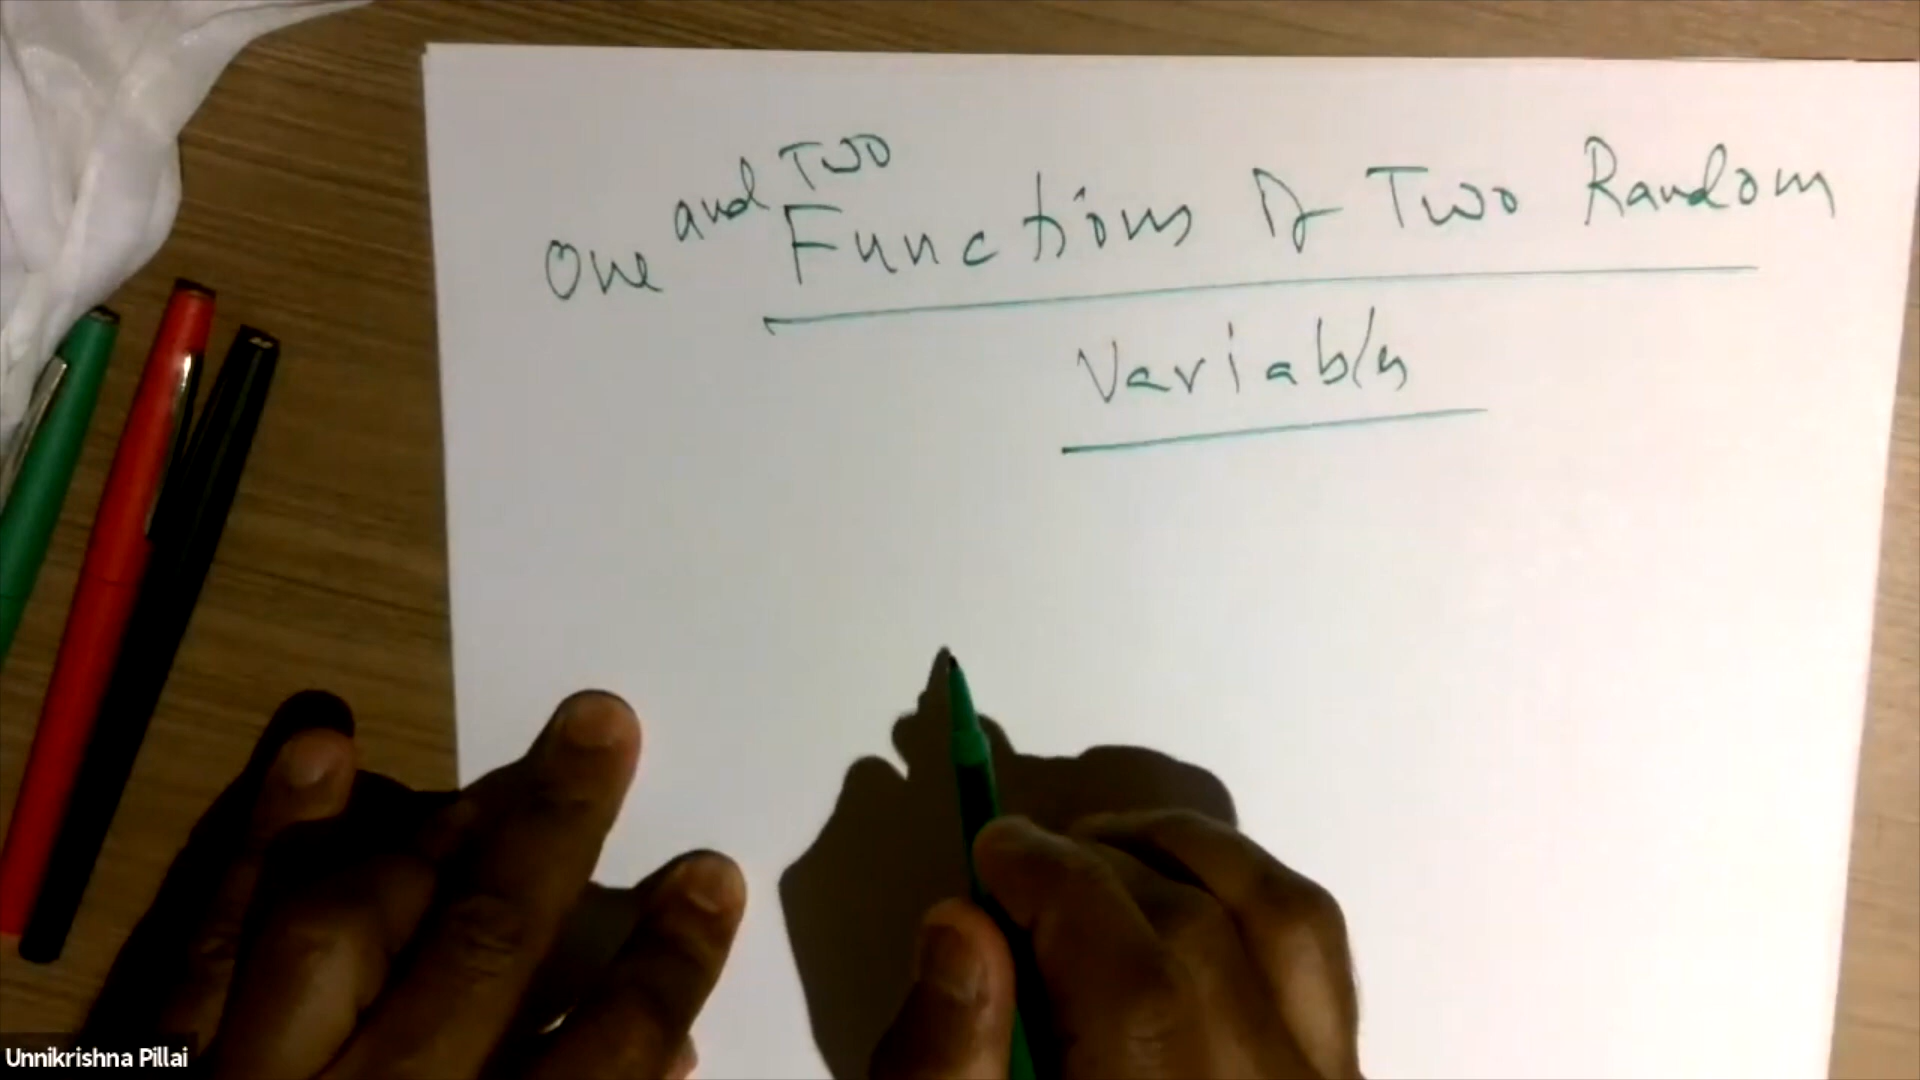 One and Two Functions of Two Random
Variables
Unnikrishna Pillai